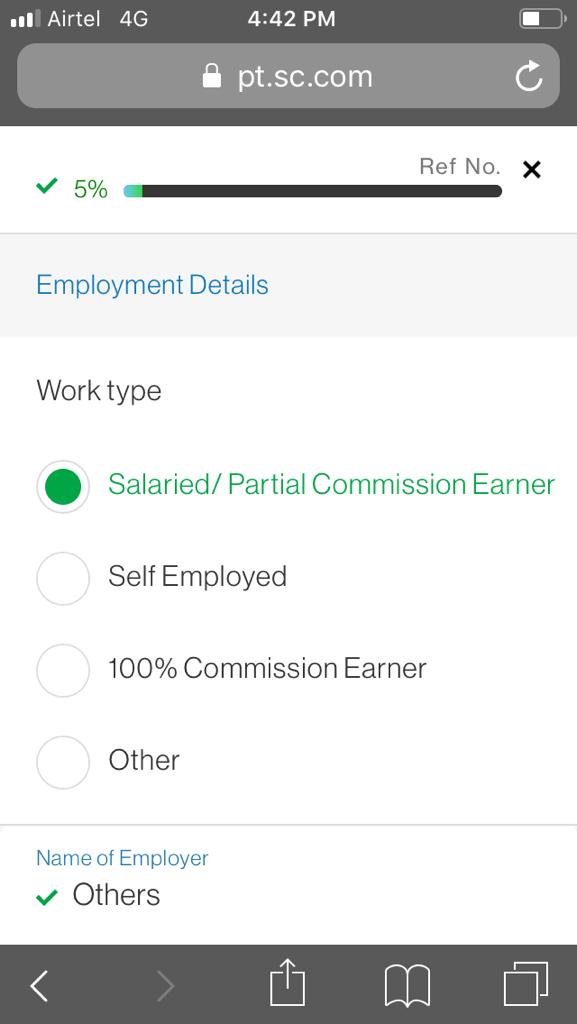 Airtel 4G 4:42 PM
pt.sc.com
Ref No.
5%
Employment Details
Work type
Salaried/ Partial Commission Earner
Self Employed
100% Commission Earner
Other
Name of Employer
Others